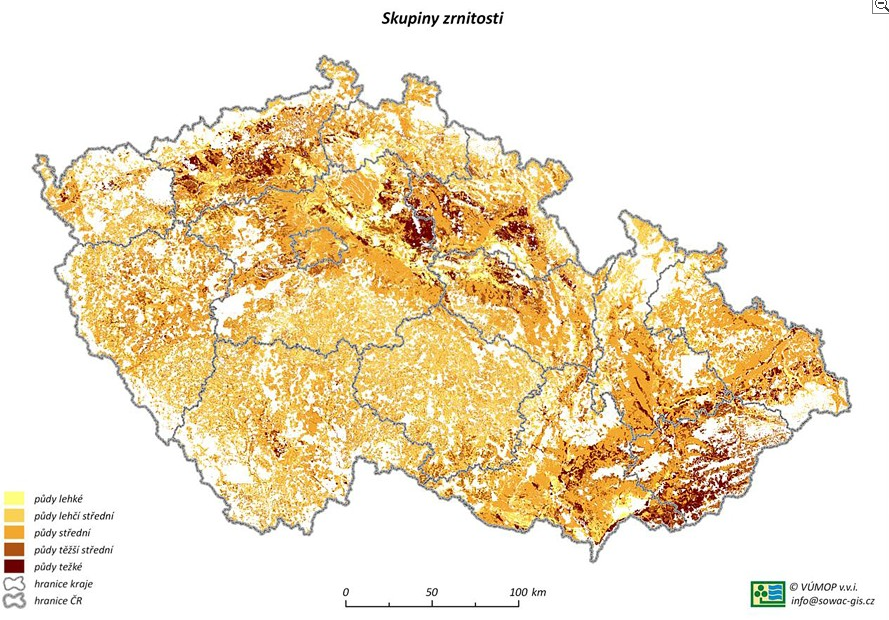 Skupiny zrnitosti
půdy lehké
půdy lehčí střední
půdy střední
půdy těžší střední
půdy težké
hranice kraje
hranice ČR
0 50 100 km
© VÚMOP v.v.i.
info@sowac-gis.cz